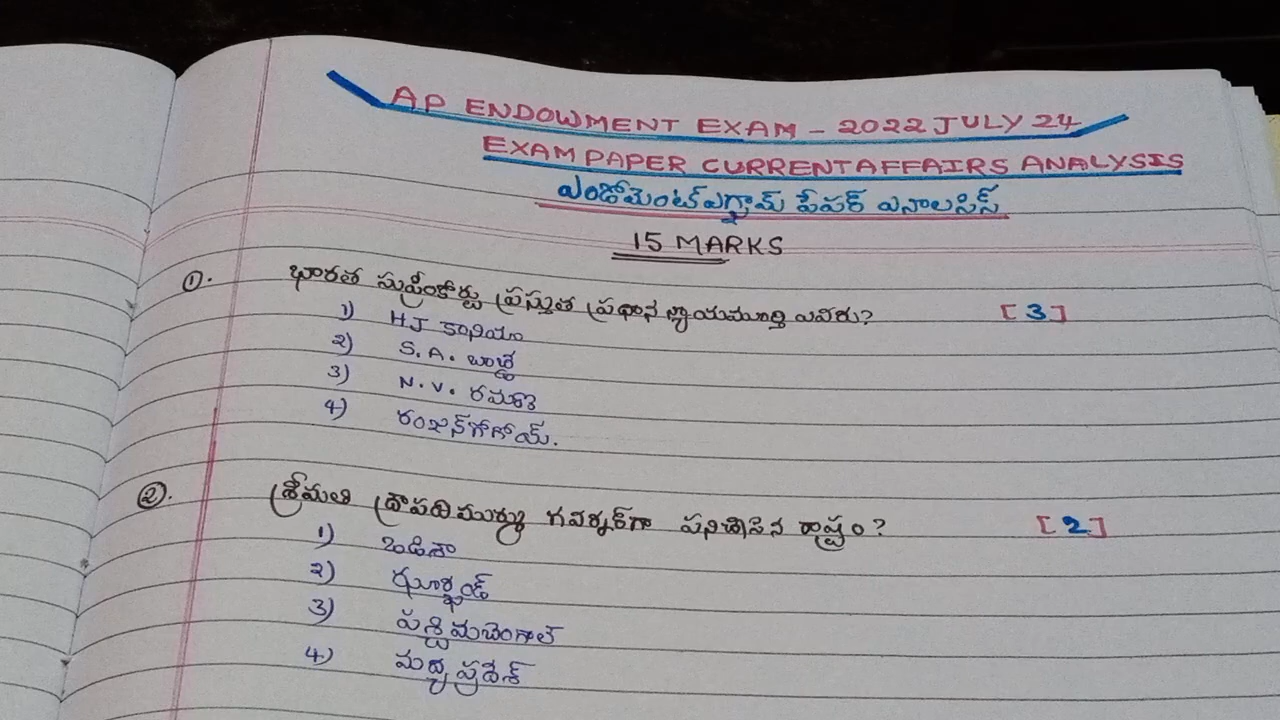 AP ENDOWMENT EXAM - 2022 JULY 24
EXAM PAPER CURRENT AFFAIRS ANALYSIS
ఎండోమెంట్ ఎగ్జామ్ పేపర్ ఎనాలసిస్
15 MARKS
1. భారత సుప్రీంకోర్టు ప్రస్తుత ప్రధాన న్యాయమూర్తి ఎవరు? [3]
1) HJ కానియా
2) S.A. బాబ్డే
3) N.V. రమణ
4) రంజన్ గోగోయ్.
2. శ్రీమతి ద్రౌపది ముర్ము గవర్నర్ గా పనిచేసిన రాష్ట్రం? [2]
1) ఒడిశా
2) ఝార్ఖండ్
3) పశ్చిమబెంగాల్
4) మధ్యప్రదేశ్